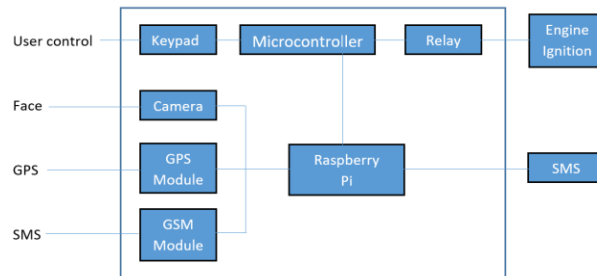 User control
Keypad
Microcontroller
Relay
Engine
Ignition
Face
Camera
GPS
GPS
Module
Raspberry
Pi
SMS
SMS
GSM
Module